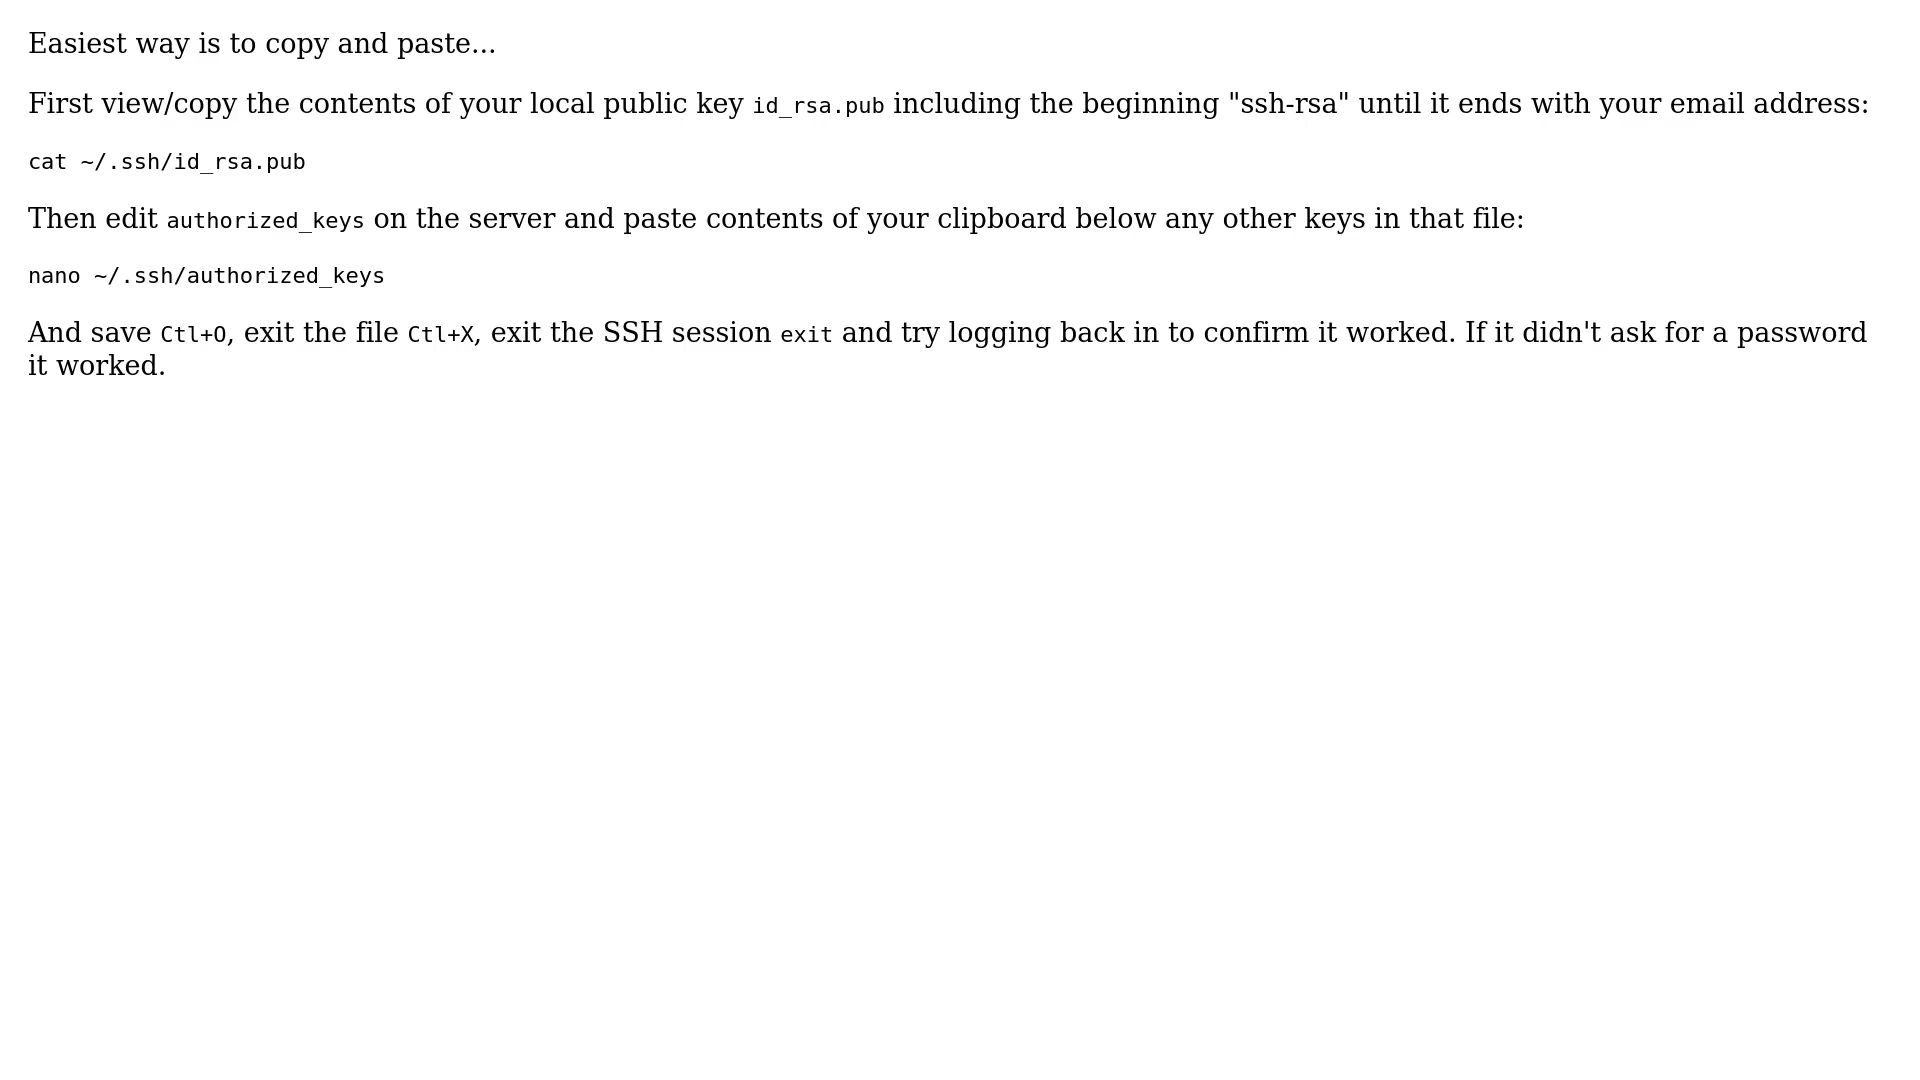 Easiest way is to copy and paste...
First view/copy the contents of your local public key id_rsa.pub including the beginning "ssh-rsa" until it ends with your email address:
cat ~/.ssh/id_rsa.pub
Then edit authorized_keys on the server and paste contents of your clipboard below any other keys in that file:
nano ~/.ssh/authorized_keys
And save Ctl+O, exit the file Ctl+X, exit the SSH session exit and try logging back in to confirm it worked. If it didn't ask for a password
it worked.